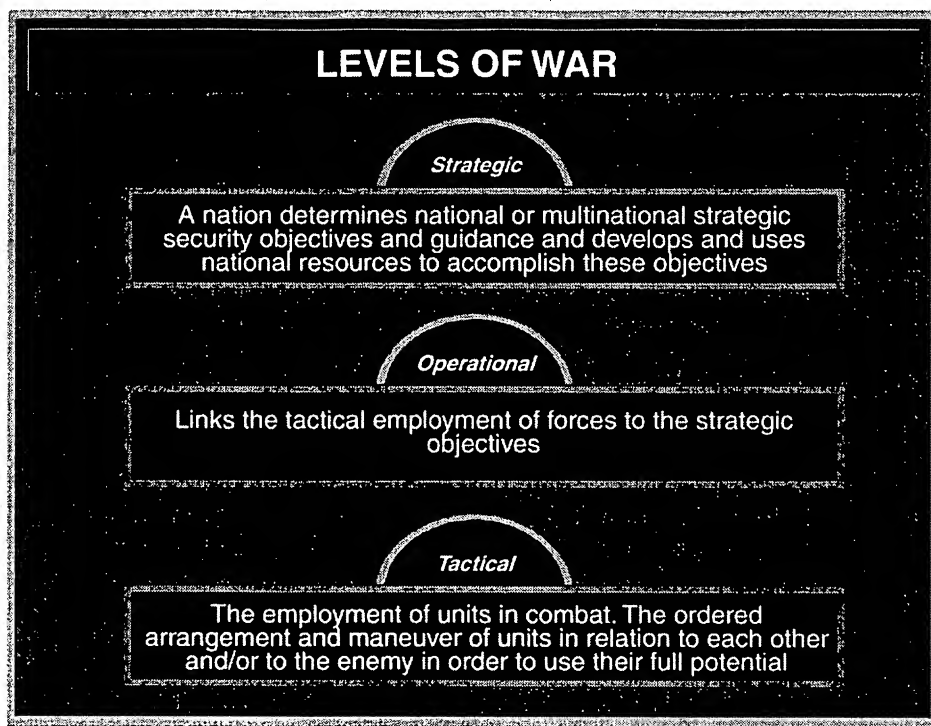 LEVELS OF WAR
Strategic
A nation determines national or multinational strategic
security objectives and guidance and develops and uses
national resources to accomplish these objectives
Operational
Links the tactical employment of forces to the strategic
objectives
Tactical
The employment of units in combat. The ordered
arrangement and maneuver of units in relation to each other
and/or to the enemy in order to use their full potential